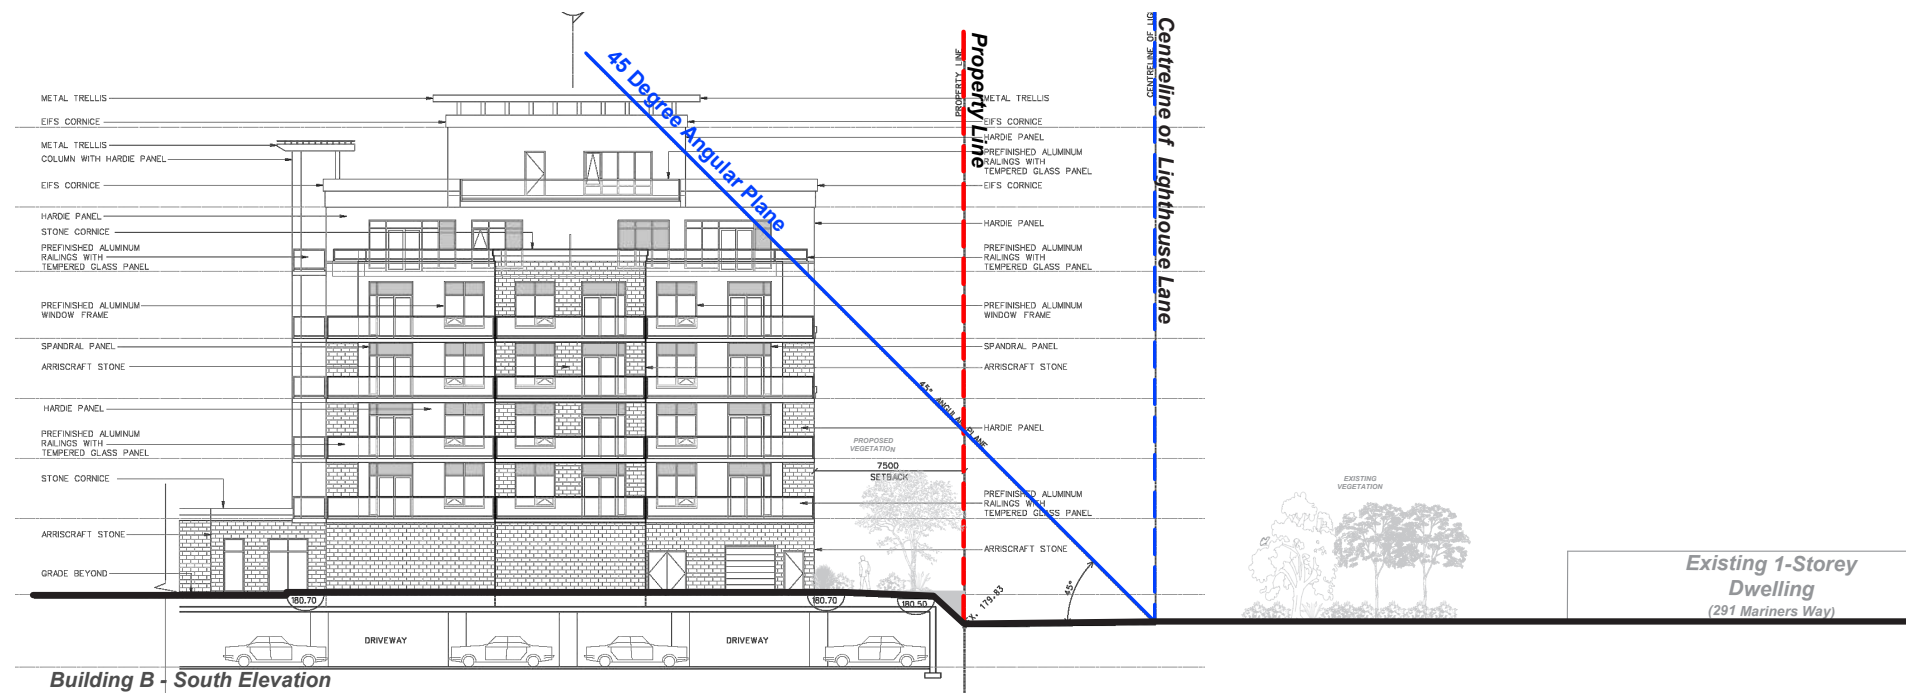 METAL TRELLIS
EIFS CORNICE
METAL TRELLIS
COLUMN WITH HARDIE PANEL
EIFS CORNICE
HARDIE PANEL
STONE CORNICE
PREFINISHED ALUMINUM
RAILINGS WITH
TEMPERED GLASS PANEL
PREFINISHED ALUMINUM
WINDOW FRAME
SPANDRAL PANEL
ARRISCRAFT STONE
HARDIE PANEL
PREFINISHED ALUMINUM
RAILINGS WITH
TEMPERED GLASS PANEL
STONE CORNICE
ARRISCRAFT STONE
GRADE BEYOND
45 Degree Angular Plane
PROPERTY LINE
Property Line
CENTRELINE OF LIG
Centreline of Lighthouse Lane
METAL TRELLIS
EIFS CORNICE
HARDIE PANEL
PREFINISHED ALUMINUM
RAILINGS WITH
TEMPERED GLASS PANEL
EIFS CORNICE
HARDIE PANEL
PREFINISHED ALUMINUM
RAILINGS WITH
TEMPERED GLASS PANEL
PREFINISHED ALUMINUM
WINDOW FRAME
SPANDRAL PANEL
ARRISCRAFT STONE
45° ANGULAR PLANE
HARDIE PANEL
PROPOSED
VEGETATION
7500
SETBACK
PREFINISHED ALUMINUM
RAILINGS WITH
TEMPERED GLASS PANEL
ARRISCRAFT STONE
EXISTING
VEGETATION
45°
EX. 179.83
180.70
180.70
180.50
DRIVEWAY
DRIVEWAY
Existing 1-Storey
Dwelling
(291 Mariners Way)
Building B - South Elevation